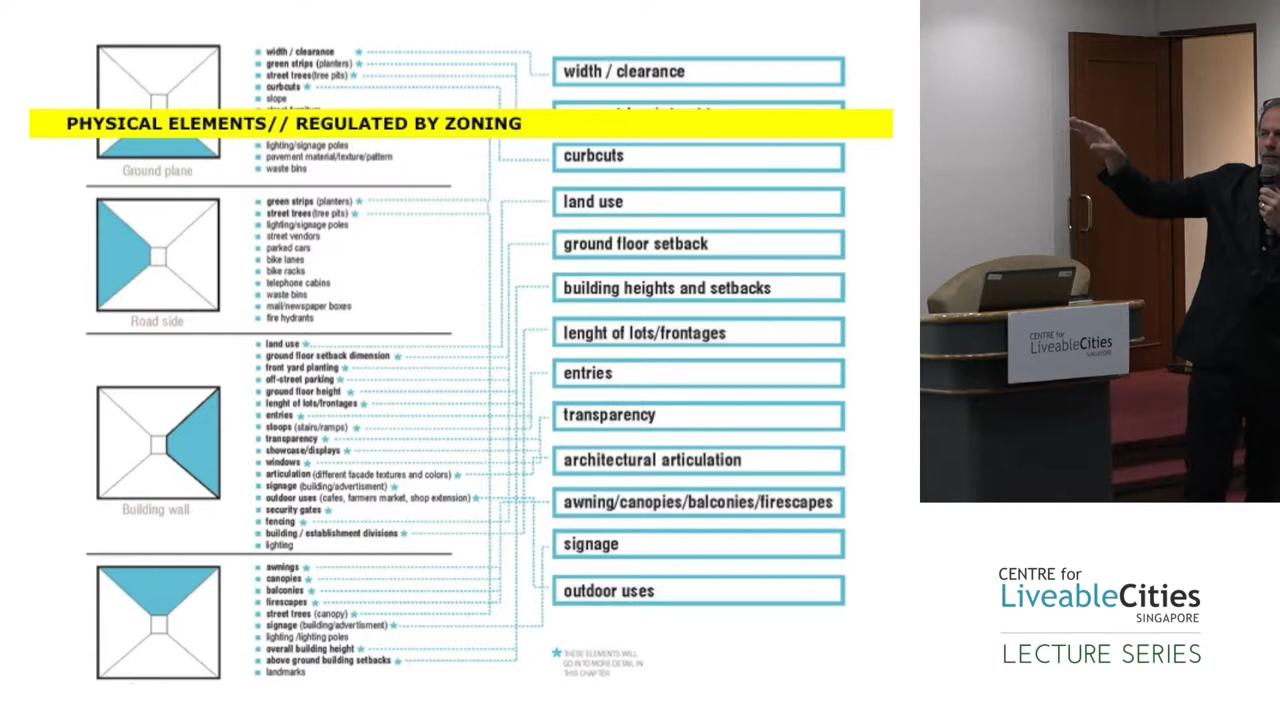 width / clearance
green strips (planters)
street trees(tree pits)
curbcuts
slope
PHYSICAL ELEMENTS// REGULATED BY ZONING
lighting/signage poles
pavement material/texture/pattern
waste bins
Ground plane
green strips (planters)
street trees(tree pits)
lighting/signage poles
street vendors
parked cars
bike lanes
bike racks
telephone cabins
waste bins
mail/newspaper boxes
fire hydrants
Road side
land use
ground floor setback dimension
front yard planting
off-street parking
ground floor height
lenght of lots/frontages
entries
stoops (stairs/ramps)
transparency
showcase/displays
windows
articulation (different facade textures and colors)
signage (building/advertisment)
outdoor uses (cafes, farmers market, shop extension)
security gates
fencing
building / establishment divisions
lighting
Building wall
awnings
canopies
balconies
firescapes
street trees (canopy)
signage (building/advertisment)
lighting /lighting poles
overall building height
above ground building setbacks
landmarks
width / clearance
curbcuts
land use
ground floor setback
building heights and setbacks
lenght of lots/frontages
entries
transparency
architectural articulation
awning/canopies/balconies/firescapes
signage
outdoor uses
THESE ELEMENTS WILL
GO IN TO MORE DETAIL IN
THIS CHAPTER
CENTRE for
LiveableCities
SINGAPORE
CENTRE for
LiveableCities
SINGAPORE
LECTURE SERIES